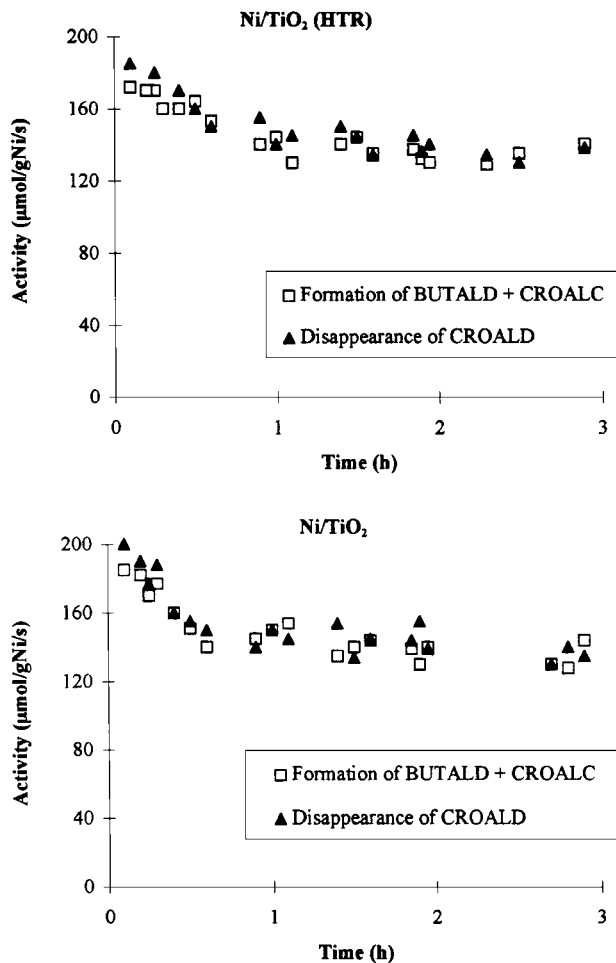 Ni/TiO₂ (HTR)
Activity (μmol/gNi/s)
200
160
120
80
40
0
□ Formation of BUTALD + CROALC
▲ Disappearance of CROALD
0 1 2 3
Time (h)
Ni/TiO₂
Activity (μmol/gNi/s)
200
160
120
80
40
0
□ Formation of BUTALD + CROALC
▲ Disappearance of CROALD
0 1 2 3
Time (h)